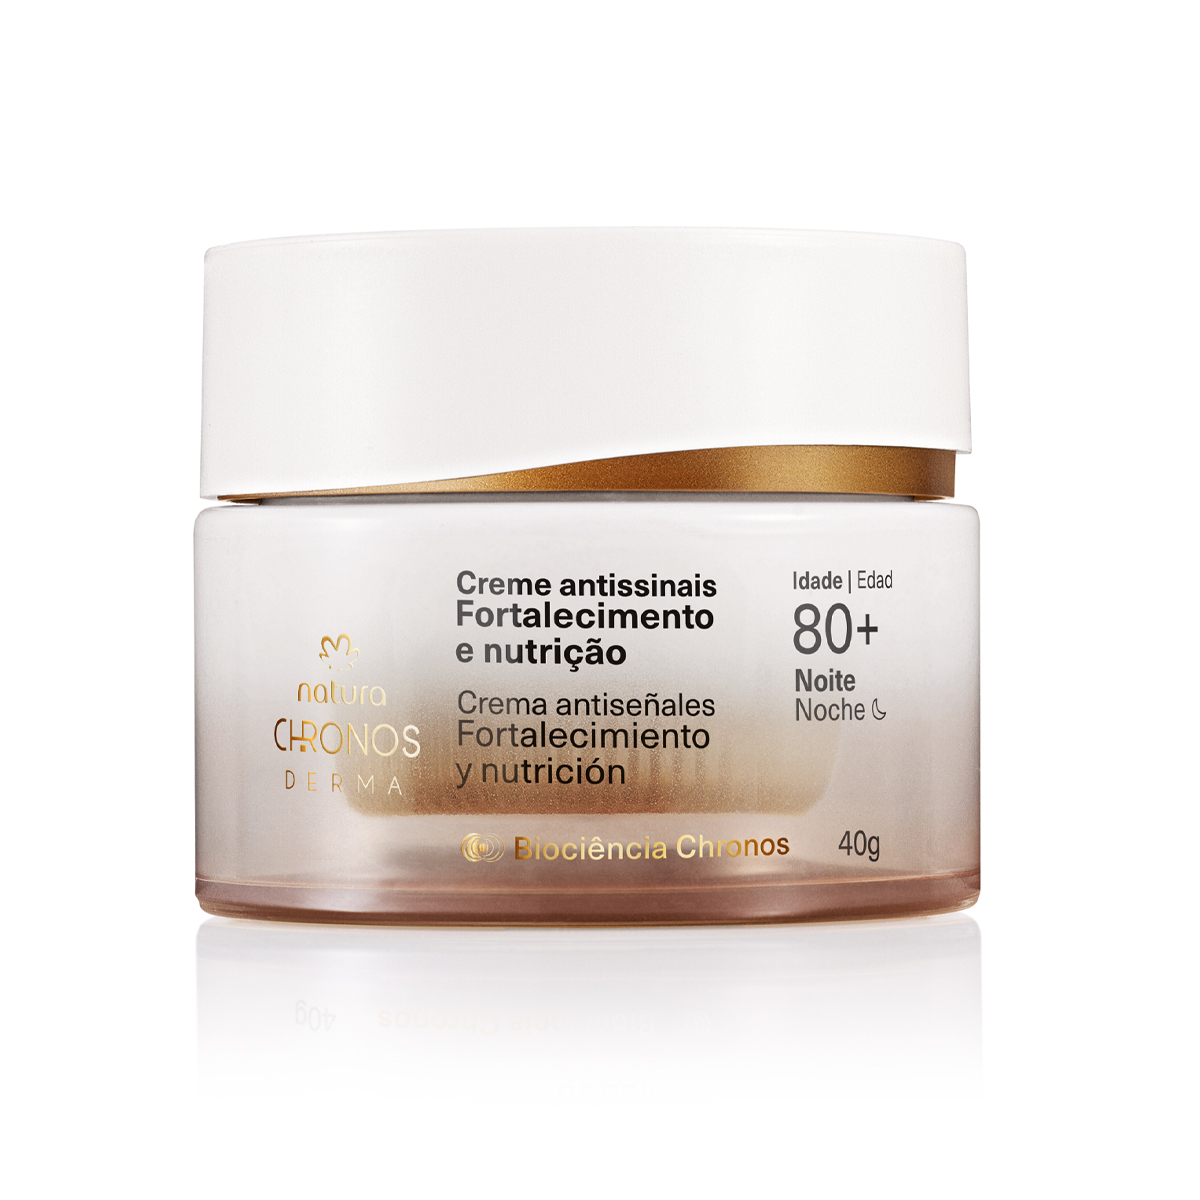 natura
CHRONOS
DERMA
Creme antissinais
Fortalecimento
e nutrição
Crema antiseñales
Fortalecimiento
y nutrición
Biociência Chronos
Idade | Edad
80+
Noite
Noche
40g